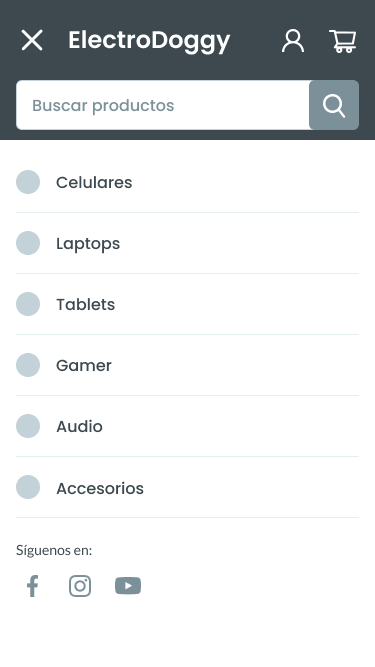 ElectroDoggy
Buscar productos
Celulares
Laptops
Tablets
Gamer
Audio
Accesorios
Síguenos en: